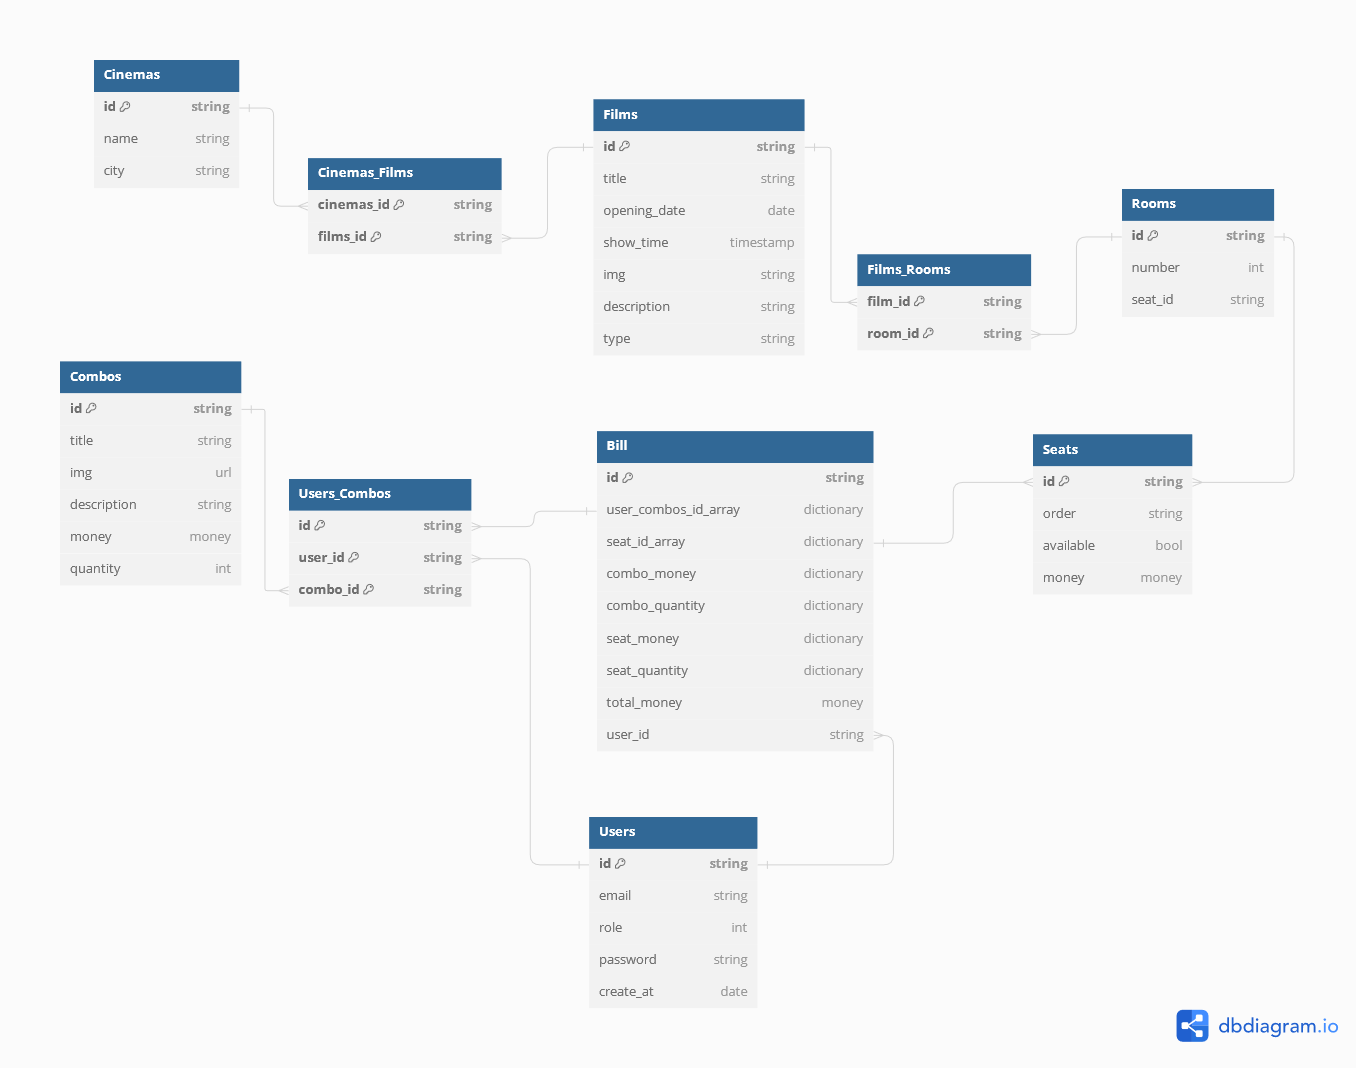 Cinemas
id string
name string
city string
Cinemas_Films
cinemas_id string
films_id string
Films
id string
title string
opening_date date
show_time timestamp
img string
description string
type string
Films_Rooms
film_id string
room_id string
Rooms
id string
number int
seat_id string
Combos
id string
title string
img url
description string
money money
quantity int
Users_Combos
id string
user_id string
combo_id string
Bill
id string
user_combos_id_array dictionary
seat_id_array dictionary
combo_money dictionary
combo_quantity dictionary
seat_money dictionary
seat_quantity dictionary
total_money money
user_id string
Seats
id string
order string
available bool
money money
Users
id string
email string
role int
password string
create_at date
dbdiagram.io